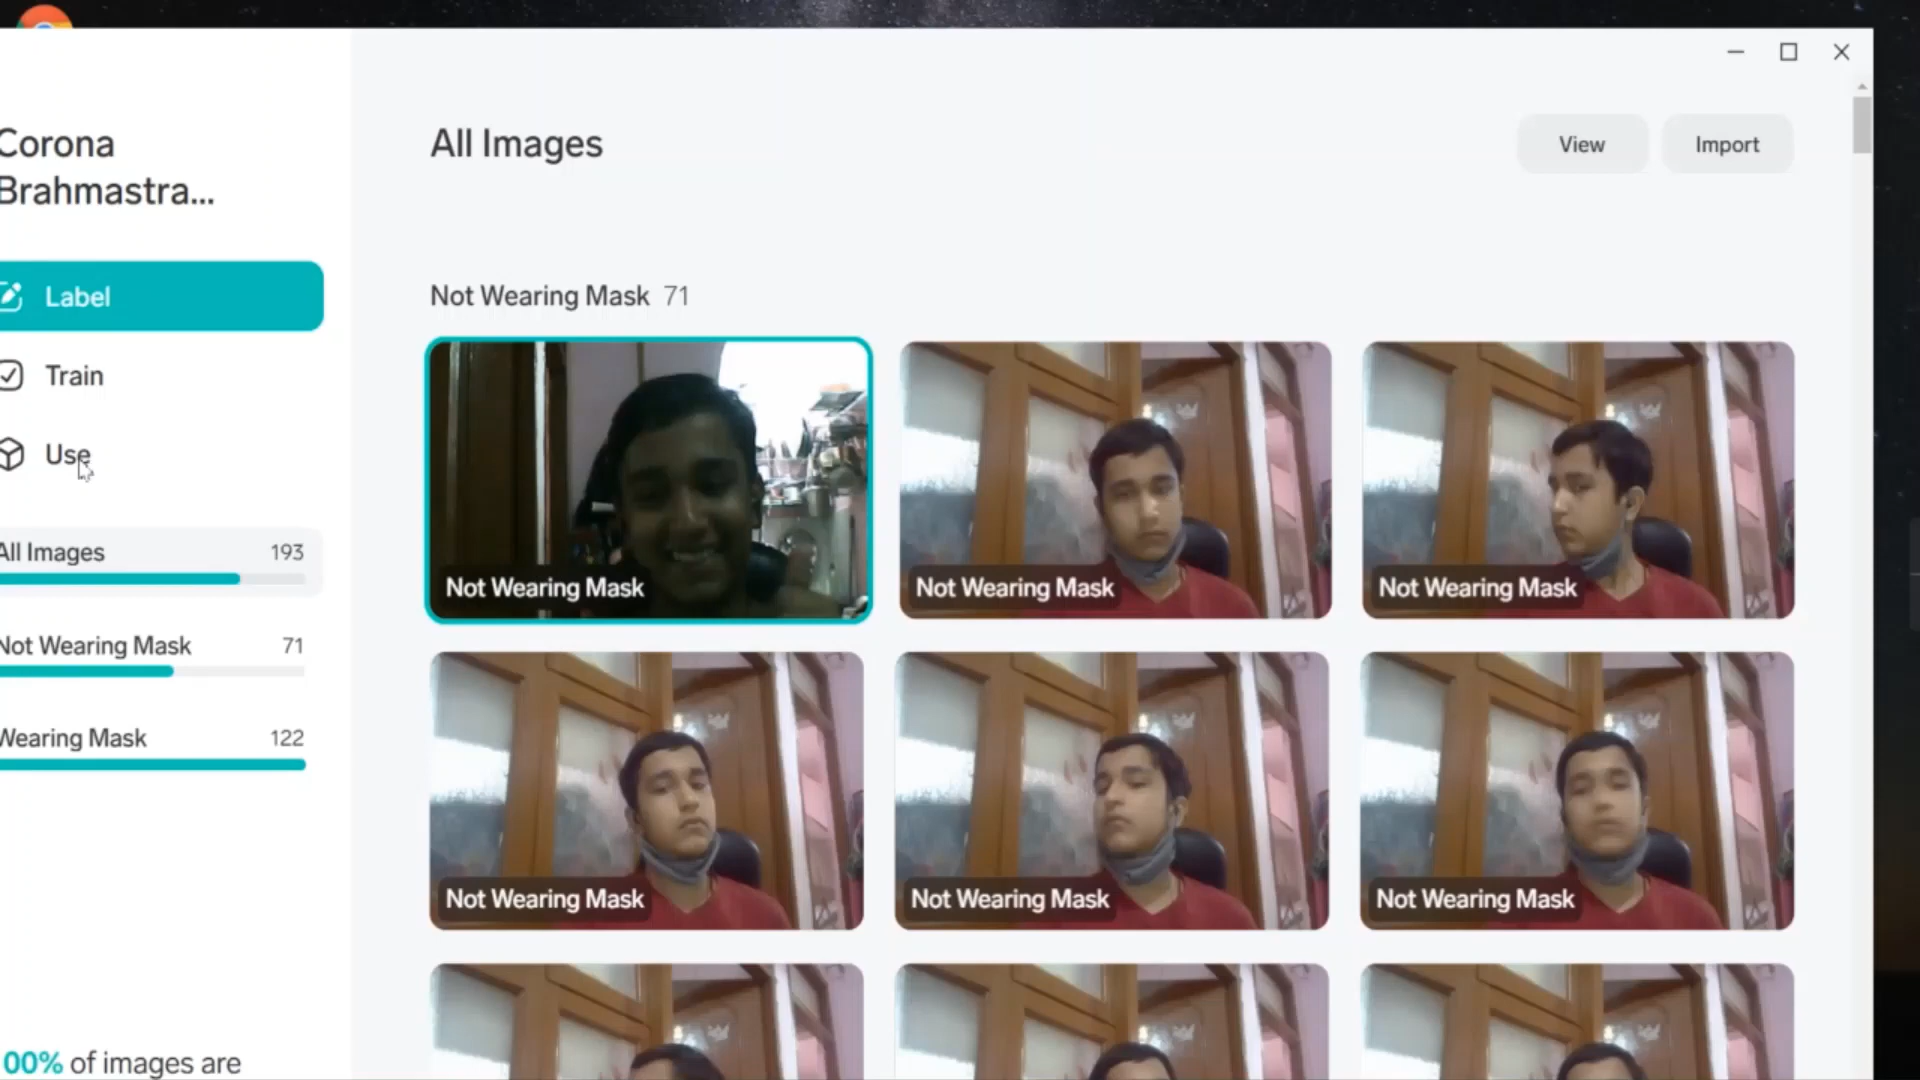 Corona
Brahmastra...
Label
Train
Use
All Images 193
Not Wearing Mask 71
Wearing Mask 122
00% of images are
All Images
View
Import
Not Wearing Mask 71
Not Wearing Mask
Not Wearing Mask
Not Wearing Mask
Not Wearing Mask
Not Wearing Mask
Not Wearing Mask